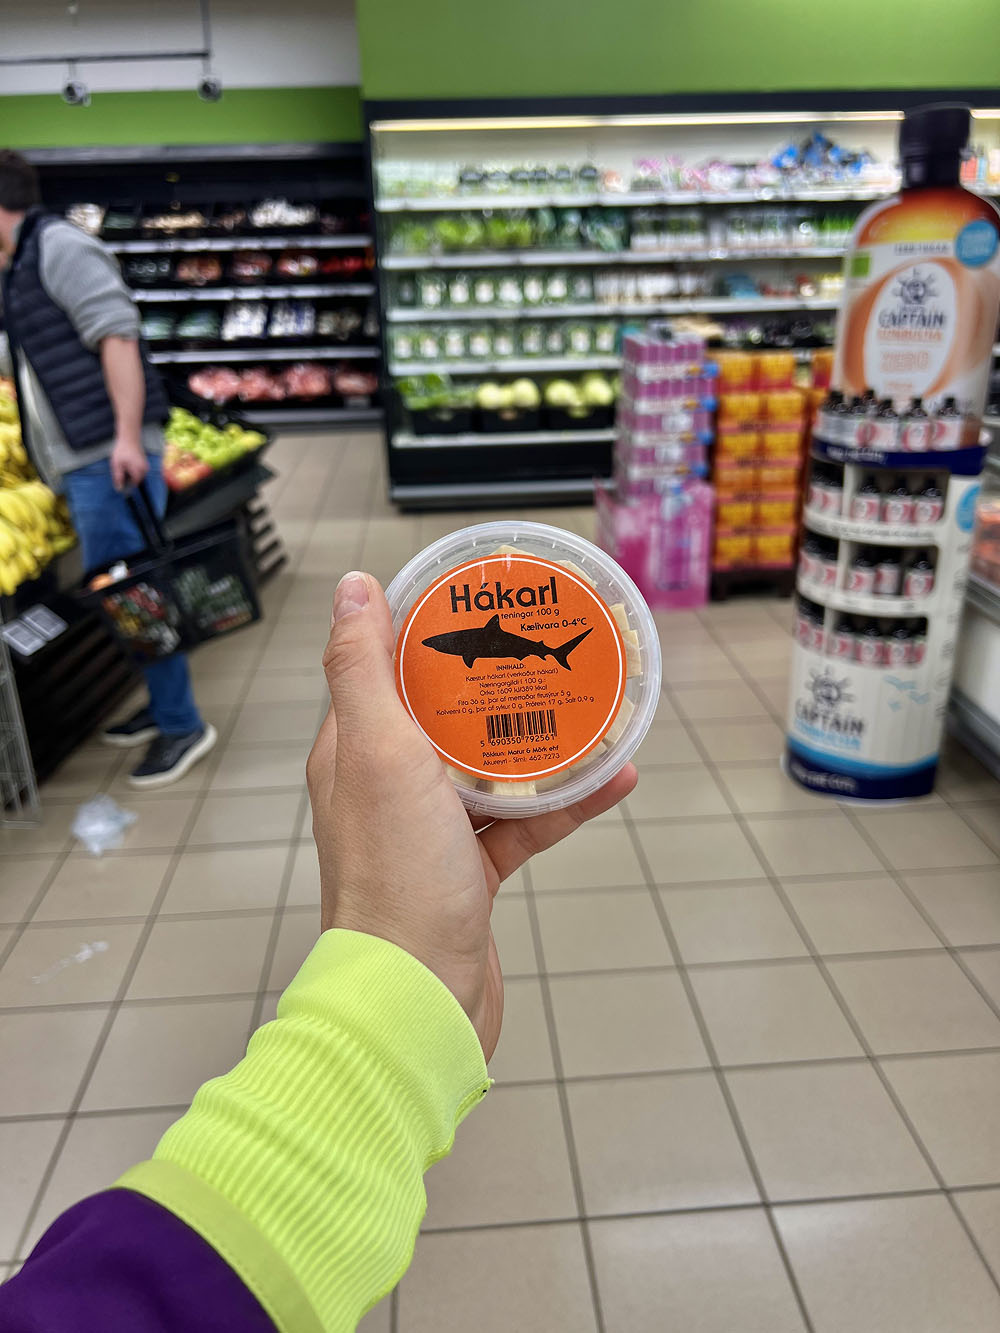 Hákarl
teningar 100 g
Kælivara 0-4°C
INNIHALD:
Kæstur hákarl (verkaður hákarl)
Næringargildi í 100 g.:
Orka 1609 kJ/389 kkal
Fita 36 g, þar af mettaðar fitusýrur 5 g
Kolvetni 0 g, þar af sykur 0 g, Prótein 17 g, Salt 0,9 g
5 690350 792561
Pökkun: Matur & Mörk ehf
Akureyri - Sími: 462-7273
CAPTAIN
KOMBUCHA
CAPTAIN
KOMBUCHA